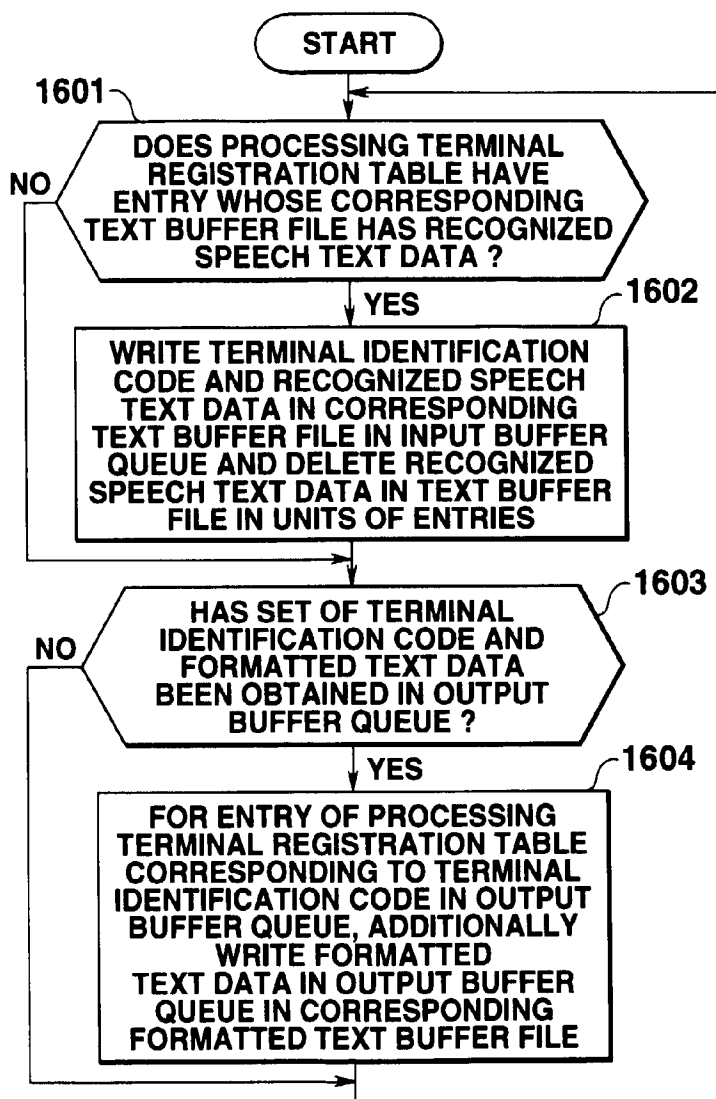 START
1601
DOES PROCESSING TERMINAL
REGISTRATION TABLE HAVE
ENTRY WHOSE CORRESPONDING
TEXT BUFFER FILE HAS RECOGNIZED
SPEECH TEXT DATA ?
NO
YES
1602
WRITE TERMINAL IDENTIFICATION
CODE AND RECOGNIZED SPEECH
TEXT DATA IN CORRESPONDING
TEXT BUFFER FILE IN INPUT BUFFER
QUEUE AND DELETE RECOGNIZED
SPEECH TEXT DATA IN TEXT BUFFER
FILE IN UNITS OF ENTRIES
1603
HAS SET OF TERMINAL
IDENTIFICATION CODE AND
FORMATTED TEXT DATA
BEEN OBTAINED IN OUTPUT
BUFFER QUEUE ?
NO
YES
1604
FOR ENTRY OF PROCESSING
TERMINAL REGISTRATION TABLE
CORRESPONDING TO TERMINAL
IDENTIFICATION CODE IN OUTPUT
BUFFER QUEUE, ADDITIONALLY
WRITE FORMATTED
TEXT DATA IN OUTPUT BUFFER
QUEUE IN CORRESPONDING
FORMATTED TEXT BUFFER FILE